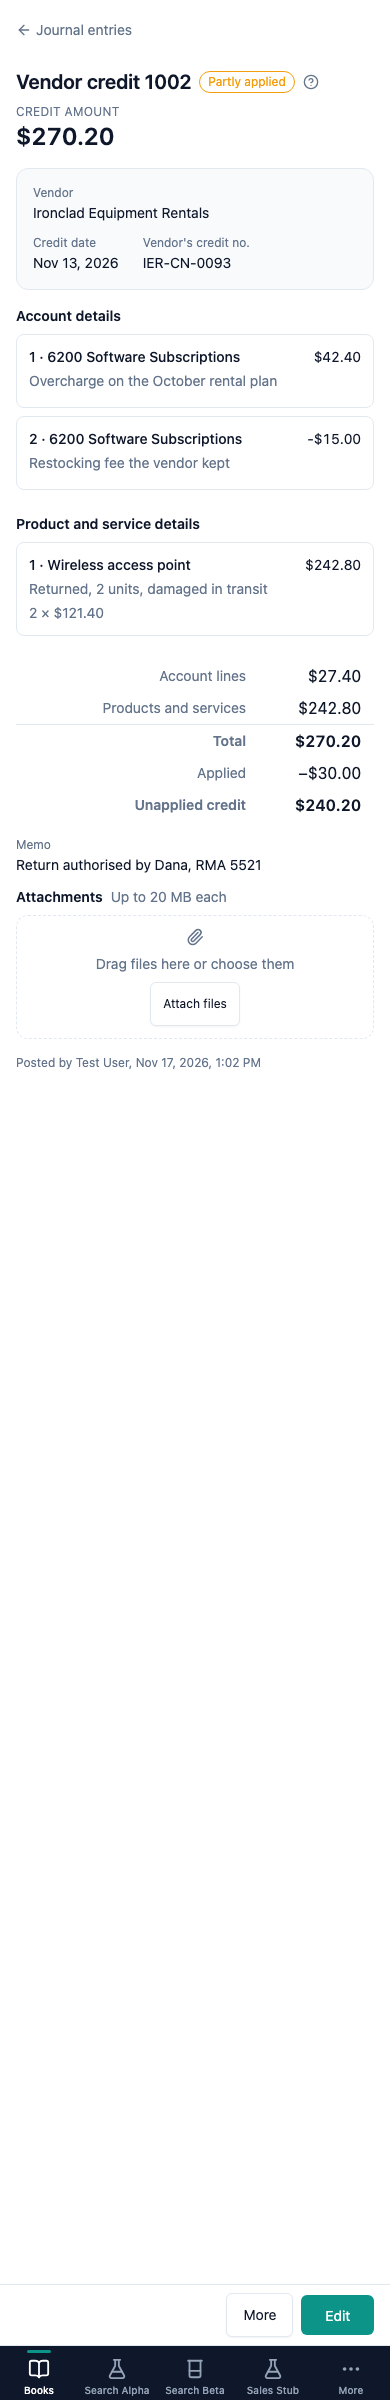 Journal entries
Vendor credit 1002 Partly applied
CREDIT AMOUNT
$270.20
Vendor
Ironclad Equipment Rentals
Credit date Vendor's credit no.
Nov 13, 2026 IER-CN-0093
Account details
1 · 6200 Software Subscriptions $42.40
Overcharge on the October rental plan
2 · 6200 Software Subscriptions -$15.00
Restocking fee the vendor kept
Product and service details
1 · Wireless access point $242.80
Returned, 2 units, damaged in transit
2 × $121.40
Account lines $27.40
Products and services $242.80
Total $270.20
Applied –$30.00
Unapplied credit $240.20
Memo
Return authorised by Dana, RMA 5521
Attachments Up to 20 MB each
Drag files here or choose them
Attach files
Posted by Test User, Nov 17, 2026, 1:02 PM
More Edit
Books Search Alpha Search Beta Sales Stub More